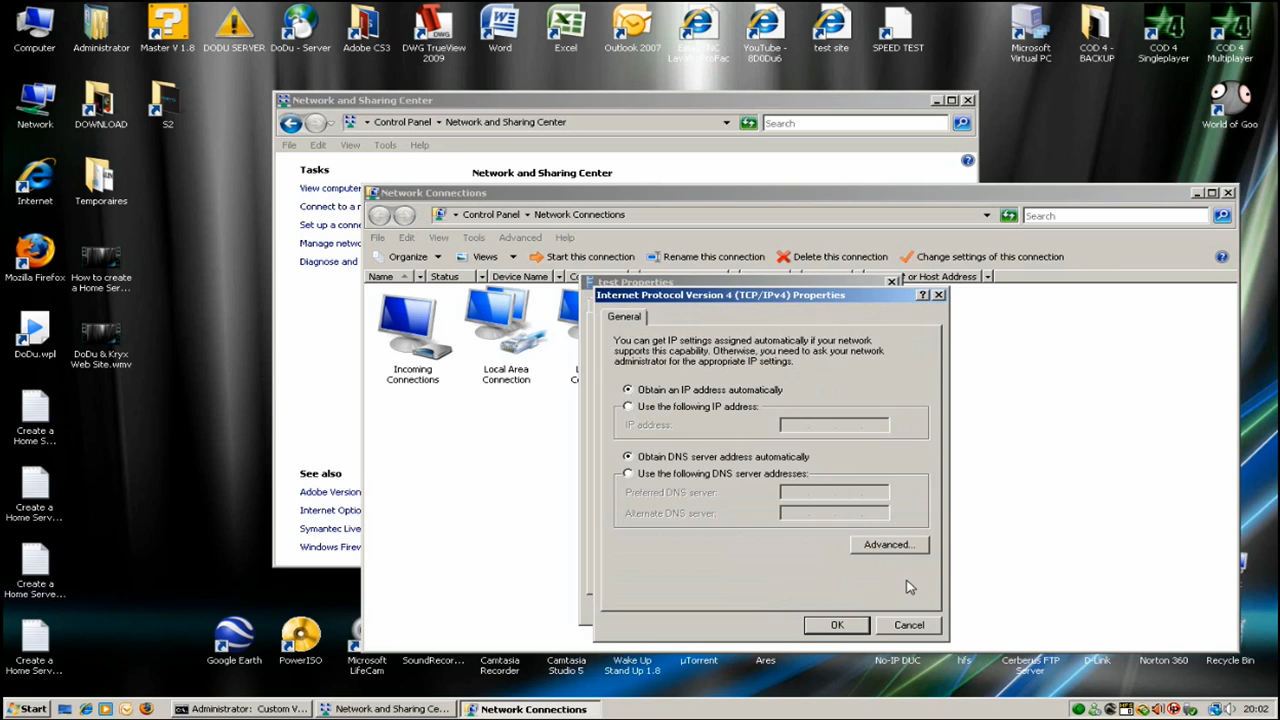 Computer
Administrator
Master V 1.8
DODU SERVER
DoDu - Server
Adobe CS3
DWG TrueView
2009
Word
Excel
Outlook 2007
YouTube -
8D0Du6
test site
SPEED TEST
Microsoft
Virtual PC
COD 4 -
BACKUP
COD 4
Singleplayer
COD 4
Multiplayer
Network
DOWNLOAD
S2
World of Goo
Internet
Temporaires
Mozilla Firefox
How to create
a Home Ser...
DoDu.wpl
DoDu & Kryx
Web Site.wmv
Create a
Home S...
Create a
Home Serv...
Create a
Home Serve...
Create a
Home Serv...
Network and Sharing Center
Control Panel
Network and Sharing Center
Search
File
Edit
View
Tools
Help
Tasks
View computer
Connect to a n
Set up a conne
Manage netwo
Diagnose and
Network and Sharing Center
See also
Adobe Version
Internet Optio
Symantec Live
Windows Firew
Network Connections
Control Panel
Network Connections
Search
File
Edit
View
Tools
Advanced
Help
Organize
Views
Start this connection
Rename this connection
Delete this connection
Change settings of this connection
Name
Status
Device Name
or Host Address
Incoming
Connections
Local Area
Connection
test Properties
Internet Protocol Version 4 (TCP/IPv4) Properties
General
You can get IP settings assigned automatically if your network
supports this capability. Otherwise, you need to ask your network
administrator for the appropriate IP settings.
Obtain an IP address automatically
Use the following IP address:
IP address:
Obtain DNS server address automatically
Use the following DNS server addresses:
Preferred DNS server:
Alternate DNS server:
Advanced...
OK
Cancel
Google Earth
PowerISO
Microsoft
LifeCam
SoundRecor...
Camtasia
Recorder
Camtasia
Studio 5
Wake Up
Stand Up 1.8
µTorrent
Ares
No-IP DUC
hfs
Cerberus FTP
Server
D-Link
Norton 360
Recycle Bin
Start
Administrator: Custom V...
Network and Sharing Ce...
Network Connections
20:02